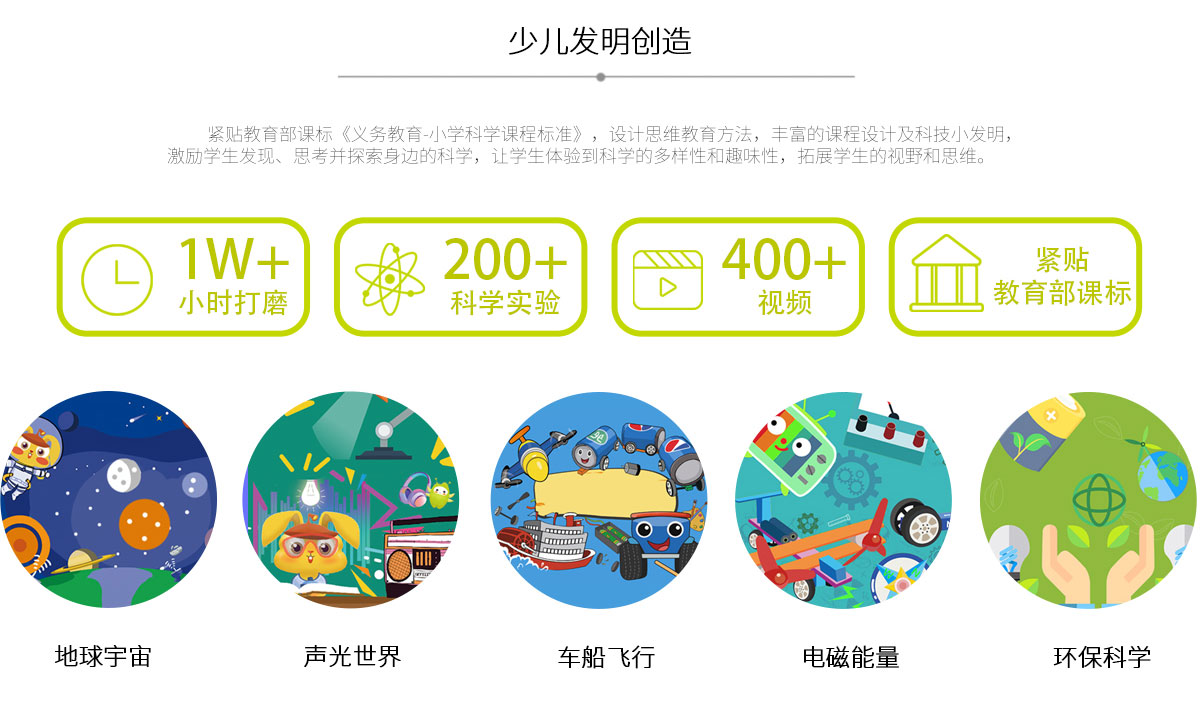 少儿发明创造
紧贴教育部课标《义务教育-小学科学课程标准》，设计思维教育方法，丰富的课程设计及科技小发明，
激励学生发现、思考并探索身边的科学，让学生体验到科学的多样性和趣味性，拓展学生的视野和思维。
1W+
小时打磨
200+
科学实验
400+
视频
紧贴
教育部课标
地球宇宙
声光世界
车船飞行
电磁能量
环保科学